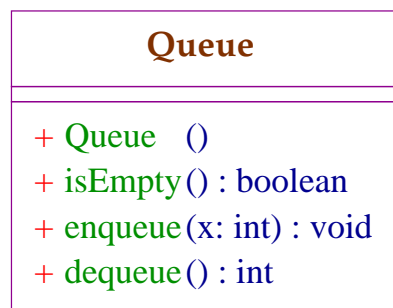 Queue
+ Queue ()
+ isEmpty() : boolean
+ enqueue(x: int) : void
+ dequeue() : int